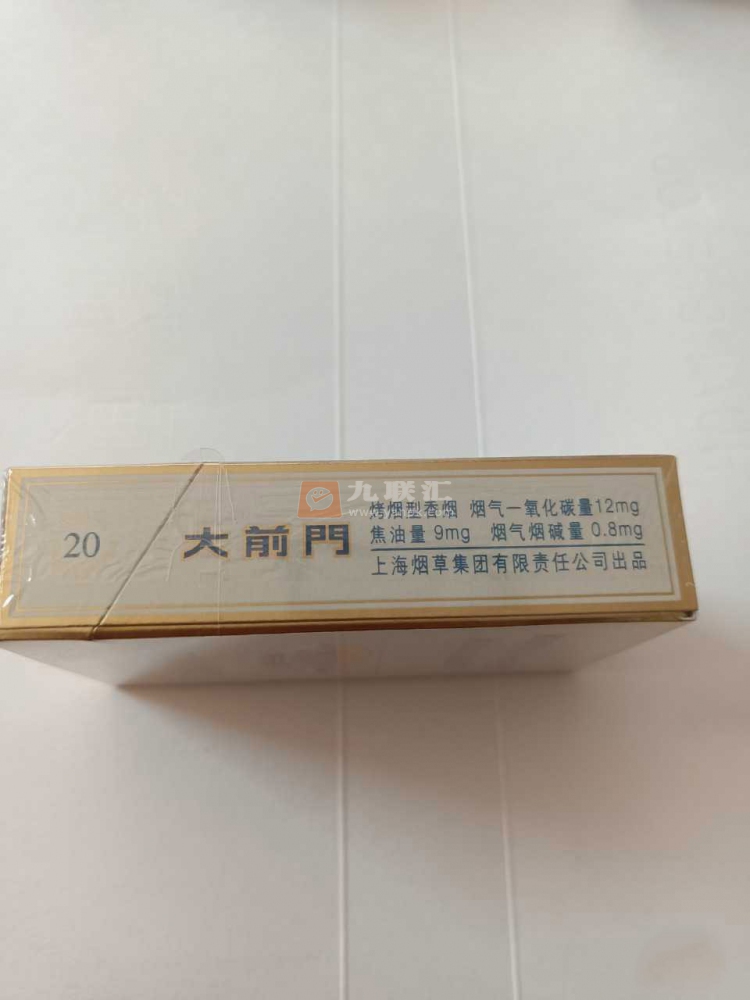 20
大前門
烤烟型香烟 烟气一氧化碳量12mg
焦油量 9mg 烟气烟碱量 0.8mg
上海烟草集团有限责任公司出品
九联汇